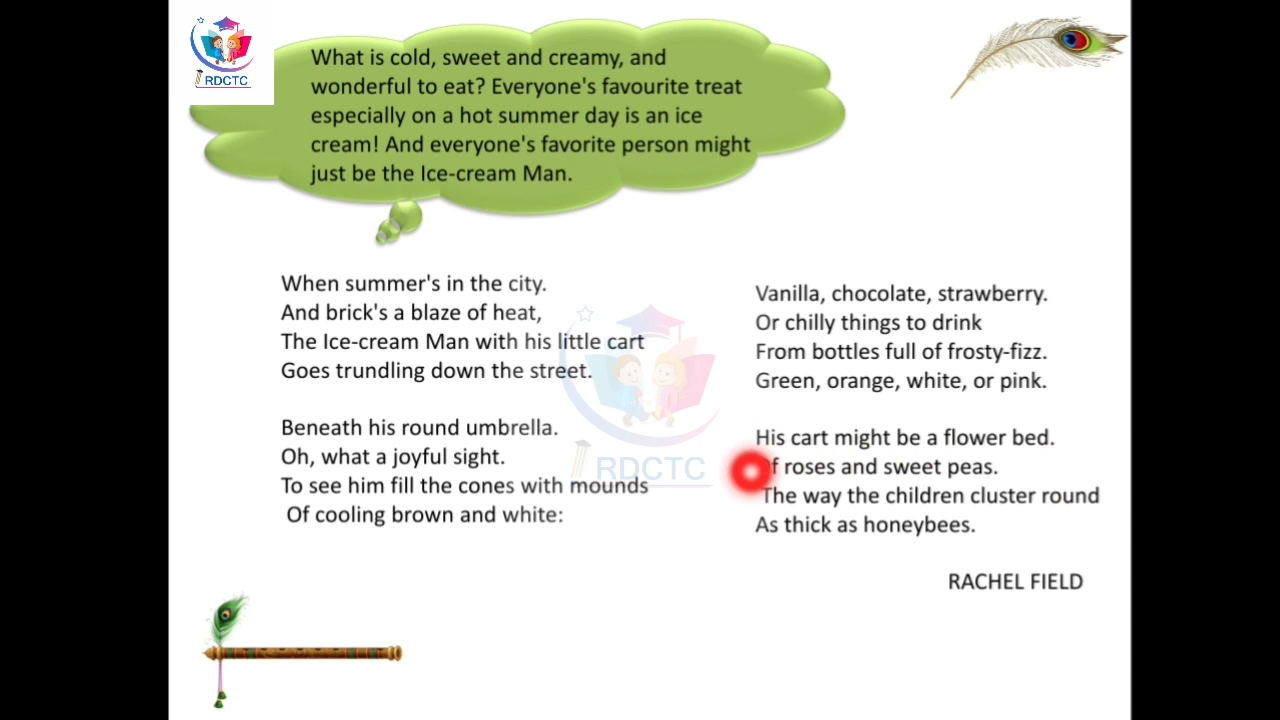 RDCTC
What is cold, sweet and creamy, and
wonderful to eat? Everyone's favourite treat
especially on a hot summer day is an ice
cream! And everyone's favorite person might
just be the Ice-cream Man.
When summer's in the city.
And brick's a blaze of heat,
The Ice-cream Man with his little cart
Goes trundling down the street.
Beneath his round umbrella.
Oh, what a joyful sight.
To see him fill the cones with mounds
Of cooling brown and white:
Vanilla, chocolate, strawberry.
Or chilly things to drink
From bottles full of frosty-fizz.
Green, orange, white, or pink.
His cart might be a flower bed.
Of roses and sweet peas.
The way the children cluster round
As thick as honeybees.
RACHEL FIELD
RDCTC